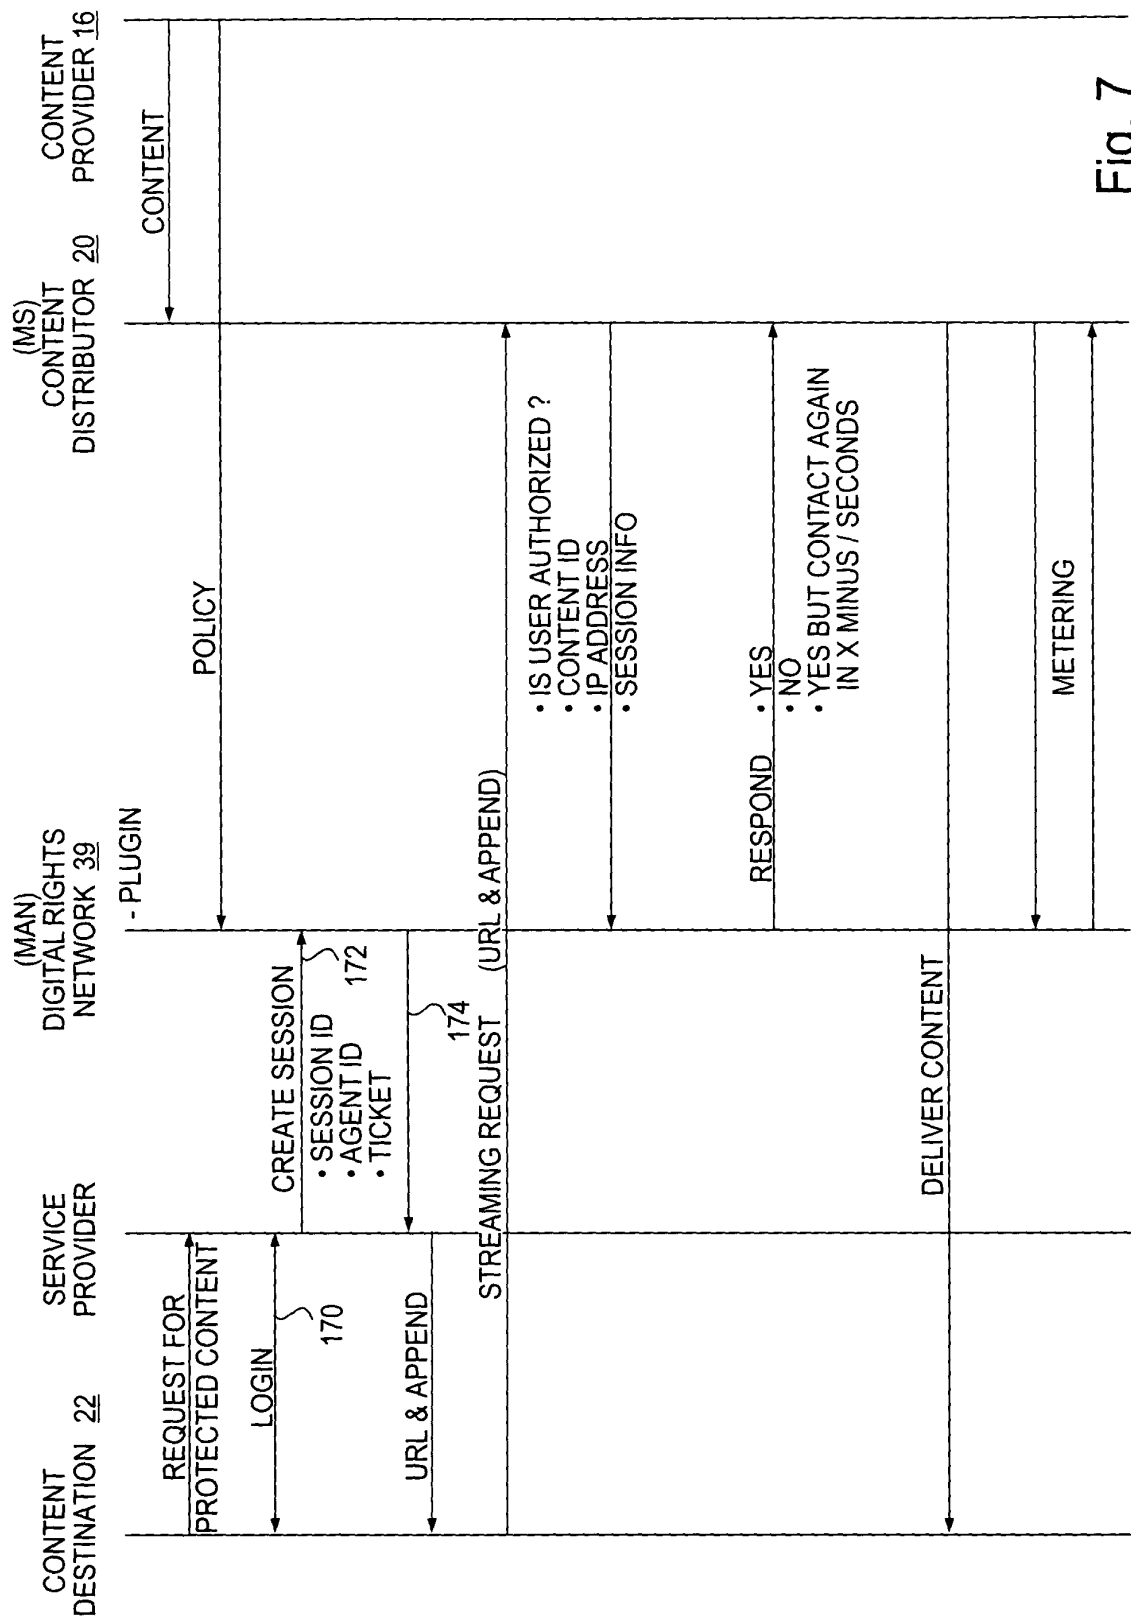 CONTENT
DESTINATION 22
SERVICE
PROVIDER
(MAN)
DIGITAL RIGHTS
NETWORK 39
- PLUGIN
(MS)
CONTENT
DISTRIBUTOR 20
CONTENT
PROVIDER 16
CONTENT
REQUEST FOR
PROTECTED CONTENT
POLICY
LOGIN
170
CREATE SESSION
172
• SESSION ID
• AGENT ID
• TICKET
174
URL & APPEND
STREAMING REQUEST (URL & APPEND)
• IS USER AUTHORIZED ?
• CONTENT ID
• IP ADDRESS
• SESSION INFO
RESPOND
• YES
• NO
• YES BUT CONTACT AGAIN
IN X MINUS / SECONDS
DELIVER CONTENT
METERING
Fig. 7